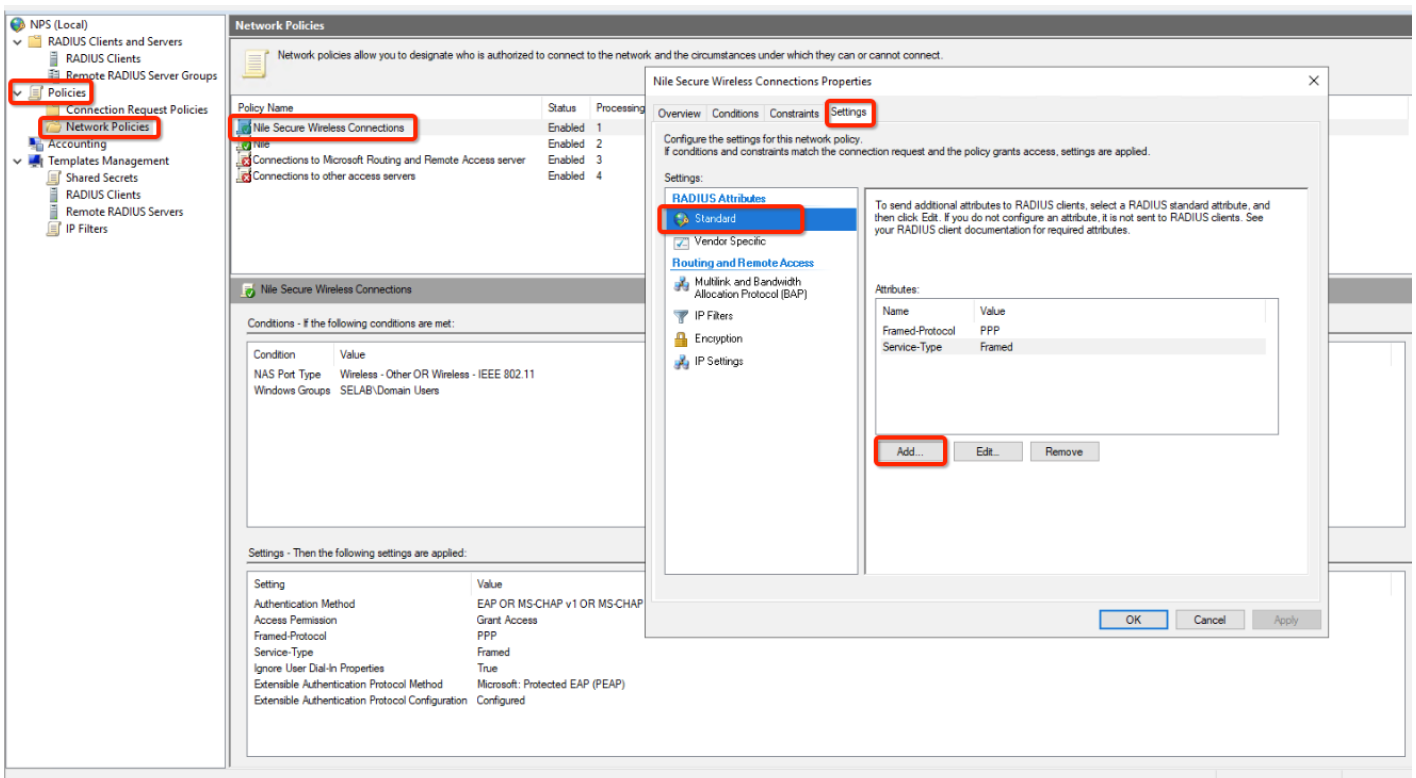 NPS (Local)
RADIUS Clients and Servers
RADIUS Clients
Remote RADIUS Server Groups
Policies
Connection Request Policies
Network Policies
Accounting
Templates Management
Shared Secrets
RADIUS Clients
Remote RADIUS Servers
IP Filters
Network Policies
Network policies allow you to designate who is authorized to connect to the network and the circumstances under which they can or cannot connect.
Policy Name Status Processing
Nile Secure Wireless Connections Enabled 1
Nile Enabled 2
Connections to Microsoft Routing and Remote Access server Enabled 3
Connections to other access servers Enabled 4
Nile Secure Wireless Connections
Conditions - If the following conditions are met:
Condition Value
NAS Port Type Wireless - Other OR Wireless - IEEE 802.11
Windows Groups SELAB\Domain Users
Settings - Then the following settings are applied:
Setting Value
Authentication Method EAP OR MS-CHAP v1 OR MS-CHAP
Access Permission Grant Access
Framed-Protocol PPP
Service-Type Framed
Ignore User Dial-In Properties True
Extensible Authentication Protocol Method Microsoft: Protected EAP (PEAP)
Extensible Authentication Protocol Configuration Configured
Nile Secure Wireless Connections Properties
Overview Conditions Constraints Settings
Configure the settings for this network policy.
If conditions and constraints match the connection request and the policy grants access, settings are applied.
Settings:
RADIUS Attributes
Standard
Vendor Specific
Routing and Remote Access
Multilink and Bandwidth
Allocation Protocol (BAP)
IP Filters
Encryption
IP Settings
To send additional attributes to RADIUS clients, select a RADIUS standard attribute, and
then click Edit. If you do not configure an attribute, it is not sent to RADIUS clients. See
your RADIUS client documentation for required attributes.
Attributes:
Name Value
Framed-Protocol PPP
Service-Type Framed
Add... Edit... Remove
OK Cancel Apply